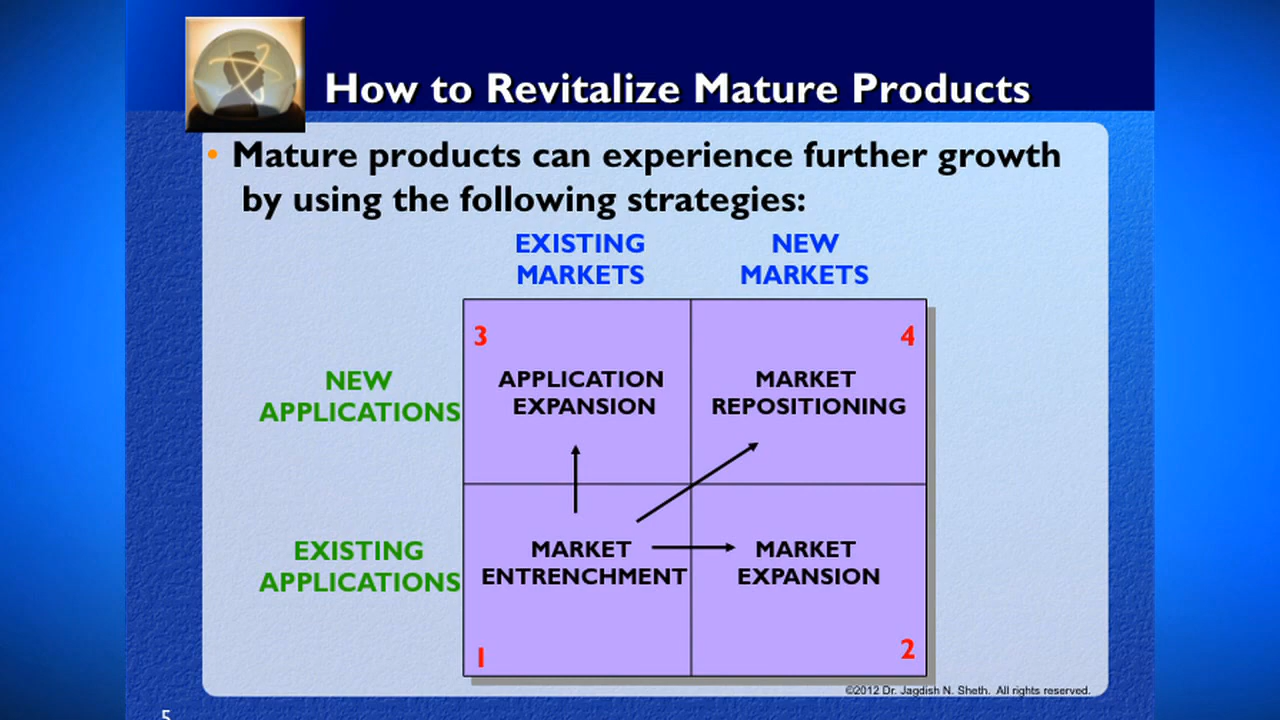 How to Revitalize Mature Products
• Mature products can experience further growth
by using the following strategies:
EXISTING
MARKETS
NEW
MARKETS
3
4
NEW
APPLICATIONS
APPLICATION
EXPANSION
MARKET
REPOSITIONING
EXISTING
APPLICATIONS
MARKET
ENTRENCHMENT
MARKET
EXPANSION
1
2
©2012 Dr. Jagdish N. Sheth. All rights reserved.
5